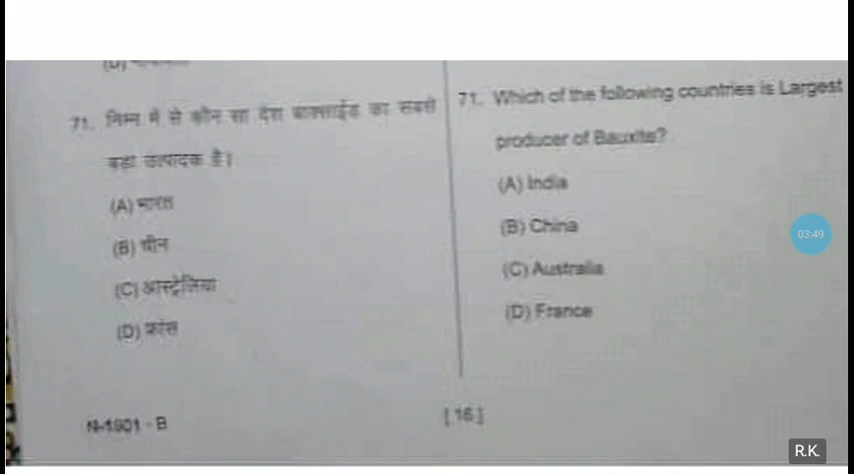 (D)
71. निम्न में से कौन सा देश बाक्साईड का सबसे
बड़ा उत्पादक है।
(A) भारत
(B) चीन
(C) आस्ट्रेलिया
(D) फ्रांस
71. Which of the following countries is Largest
producer of Bauxite?
(A) India
(B) China
(C) Australia
(D) France
03:49
N-1901 - B
[ 16 ]
R.K.